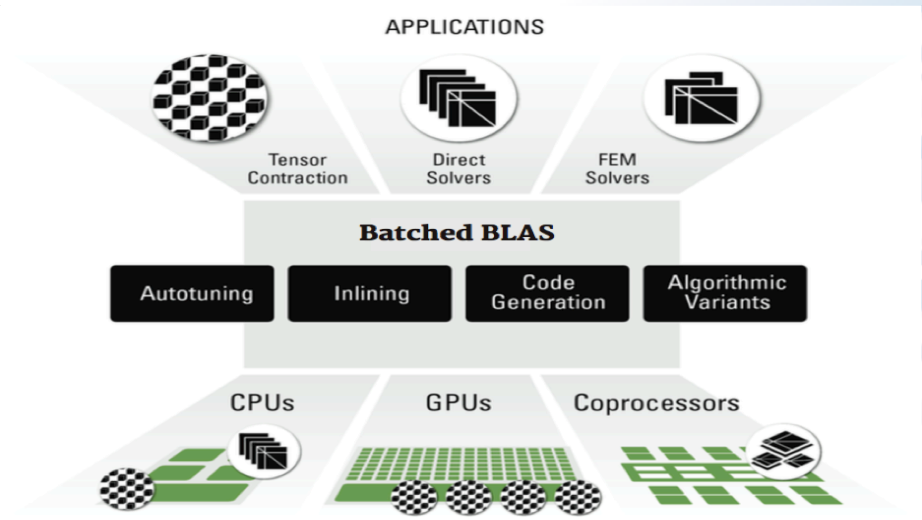 APPLICATIONS
Tensor
Contraction
Direct
Solvers
FEM
Solvers
Batched BLAS
Autotuning
Inlining
Code
Generation
Algorithmic
Variants
CPUs
GPUs
Coprocessors